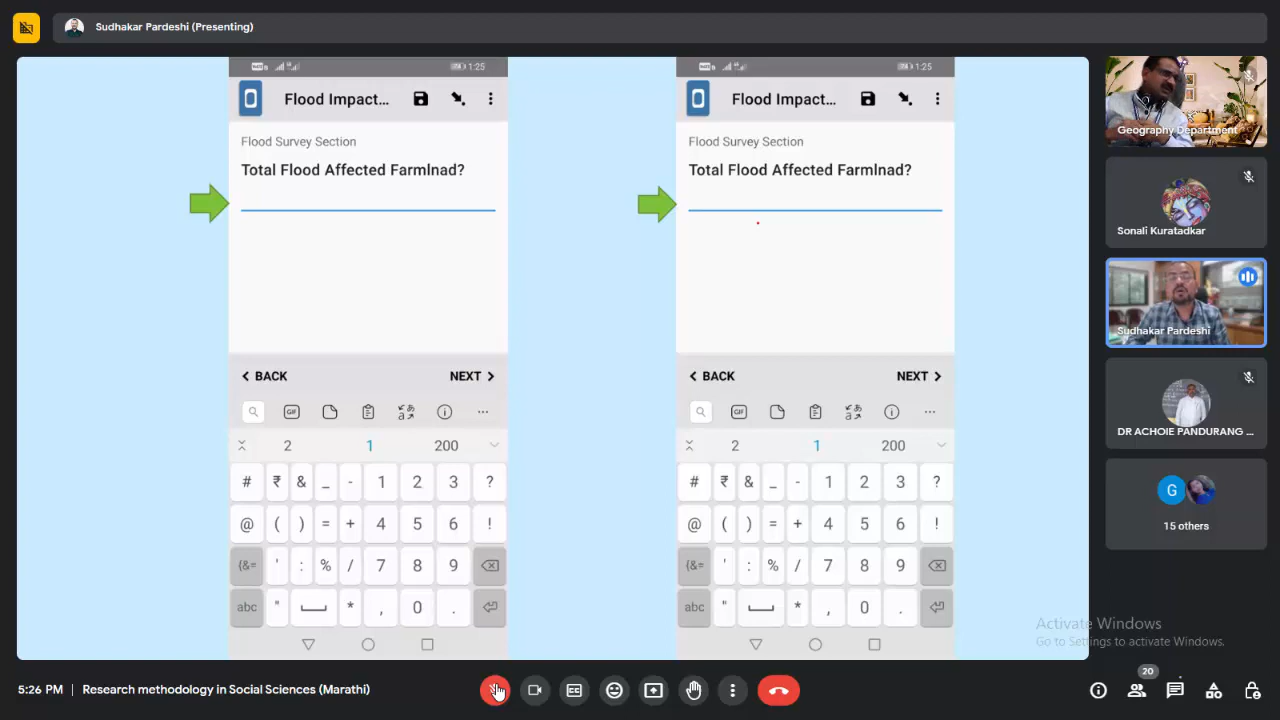 Sudhakar Pardeshi (Presenting)
1:25
Flood Impact...
Flood Survey Section
Total Flood Affected Farmlnad?
BACK
NEXT
GIF
2 1 200
# ₹ & _ - 1 2 3 ?
@ ( ) = + 4 5 6 !
{&= ' : % / 7 8 9
abc " * , 0 .
1:25
Flood Impact...
Flood Survey Section
Total Flood Affected Farmlnad?
BACK
NEXT
GIF
2 1 200
# ₹ & _ - 1 2 3 ?
@ ( ) = + 4 5 6 !
{&= ' : % / 7 8 9
abc " * , 0 .
Geography Department
Sonali Kuratadkar
Sudhakar Pardeshi
DR ACHOIE PANDURANG ...
G
15 others
Activate Windows
Go to Settings to activate Windows.
5:26 PM | Research methodology in Social Sciences (Marathi)
20